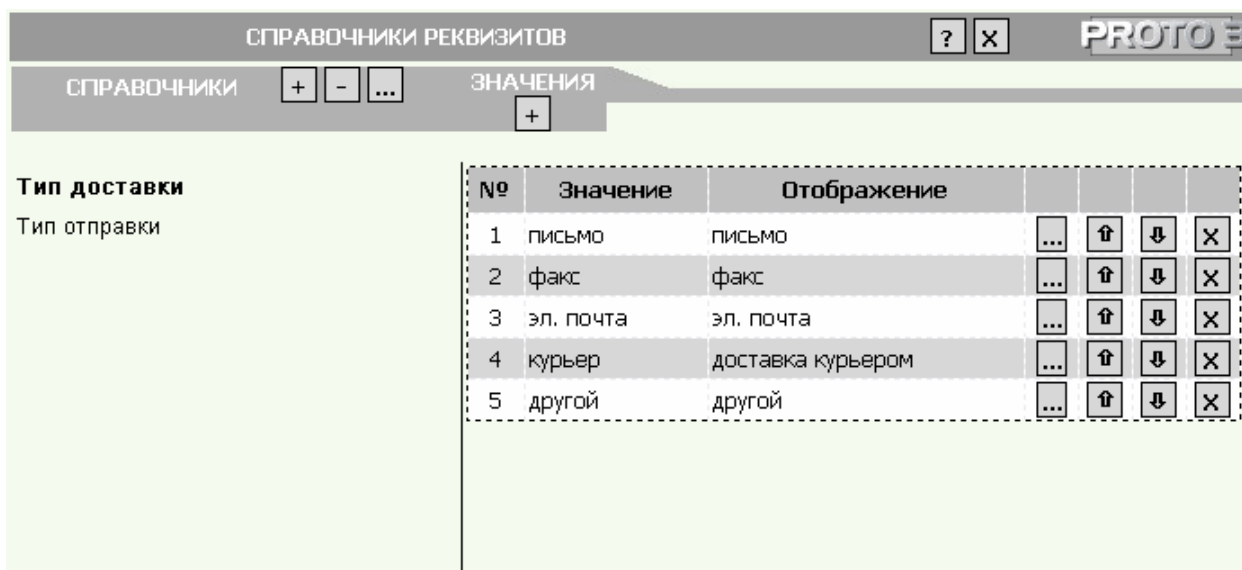 СПРАВОЧНИКИ РЕКВИЗИТОВ ? X PROTO
СПРАВОЧНИКИ + - ... ЗНАЧЕНИЯ
+
Тип доставки
Тип отправки
№ Значение Отображение
1 письмо письмо ... ⇧ ⇩ X
2 факс факс ... ⇧ ⇩ X
3 эл. почта эл. почта ... ⇧ ⇩ X
4 курьер доставка курьером ... ⇧ ⇩ X
5 другой другой ... ⇧ ⇩ X